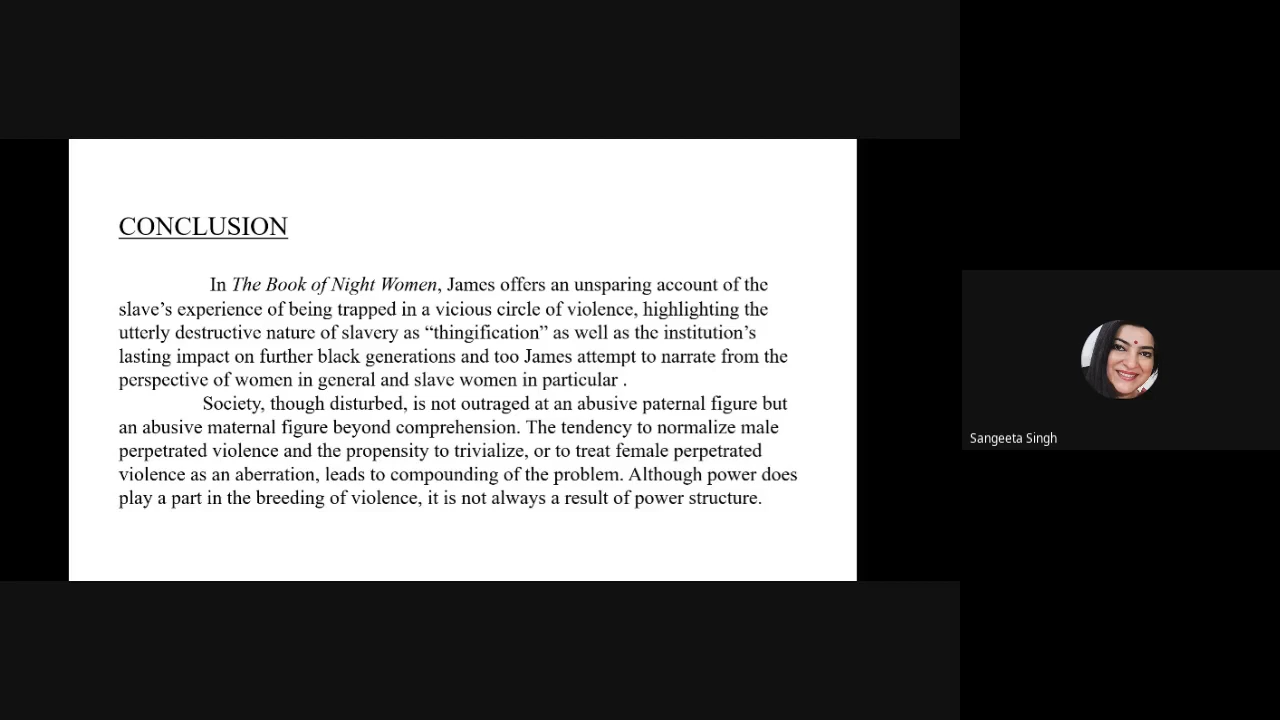 CONCLUSION
In The Book of Night Women, James offers an unsparing account of the
slave’s experience of being trapped in a vicious circle of violence, highlighting the
utterly destructive nature of slavery as “thingification” as well as the institution’s
lasting impact on further black generations and too James attempt to narrate from the
perspective of women in general and slave women in particular .
Society, though disturbed, is not outraged at an abusive paternal figure but
an abusive maternal figure beyond comprehension. The tendency to normalize male
perpetrated violence and the propensity to trivialize, or to treat female perpetrated
violence as an aberration, leads to compounding of the problem. Although power does
play a part in the breeding of violence, it is not always a result of power structure.
Sangeeta Singh